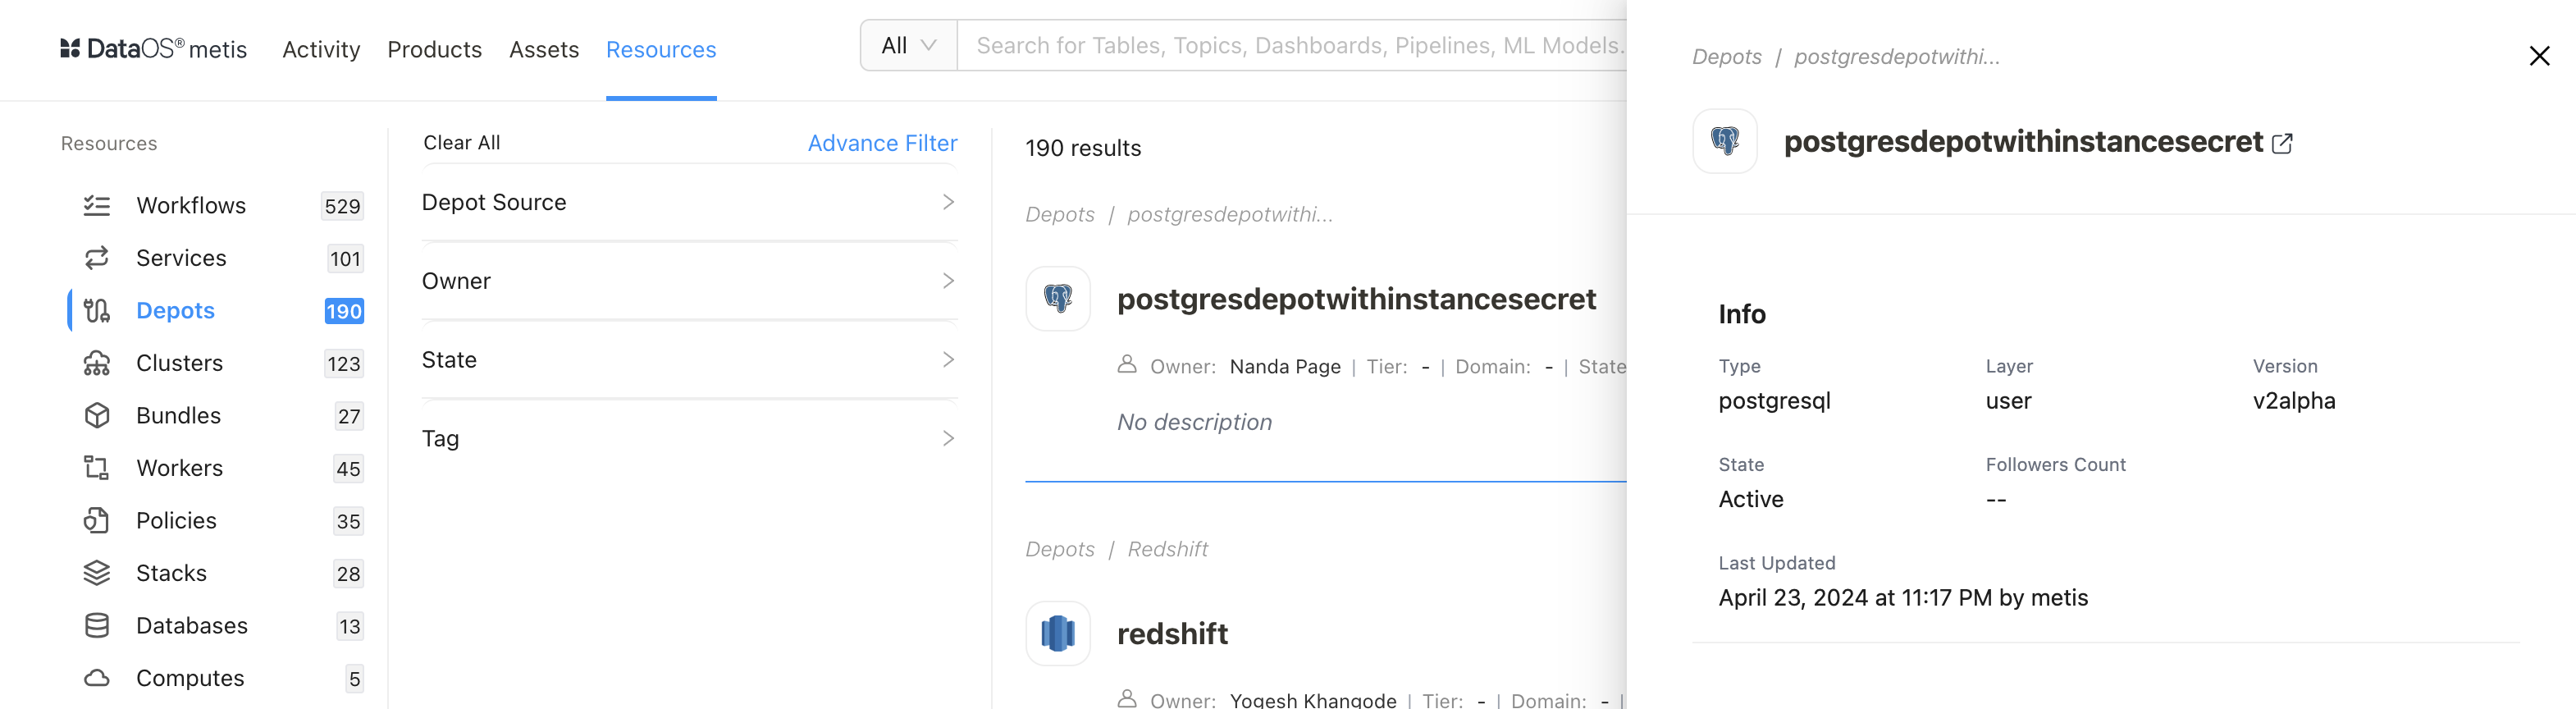 DataOS® metis
Activity
Products
Assets
Resources
All
Search for Tables, Topics, Dashboards, Pipelines, ML Models.
Resources
Workflows 529
Services 101
Depots 190
Clusters 123
Bundles 27
Workers 45
Policies 35
Stacks 28
Databases 13
Computes 5
Clear All
Advance Filter
Depot Source
Owner
State
Tag
190 results
Depots / postgresdepotwithi...
postgresdepotwithinstancesecret
Owner: Nanda Page | Tier: - | Domain: - | State
No description
Depots / Redshift
redshift
Owner: Yogesh Khangode | Tier: - | Domain: - |
Depots / postgresdepotwithi...
postgresdepotwithinstancesecret
Info
Type
postgresql
Layer
user
Version
v2alpha
State
Active
Followers Count
--
Last Updated
April 23, 2024 at 11:17 PM by metis